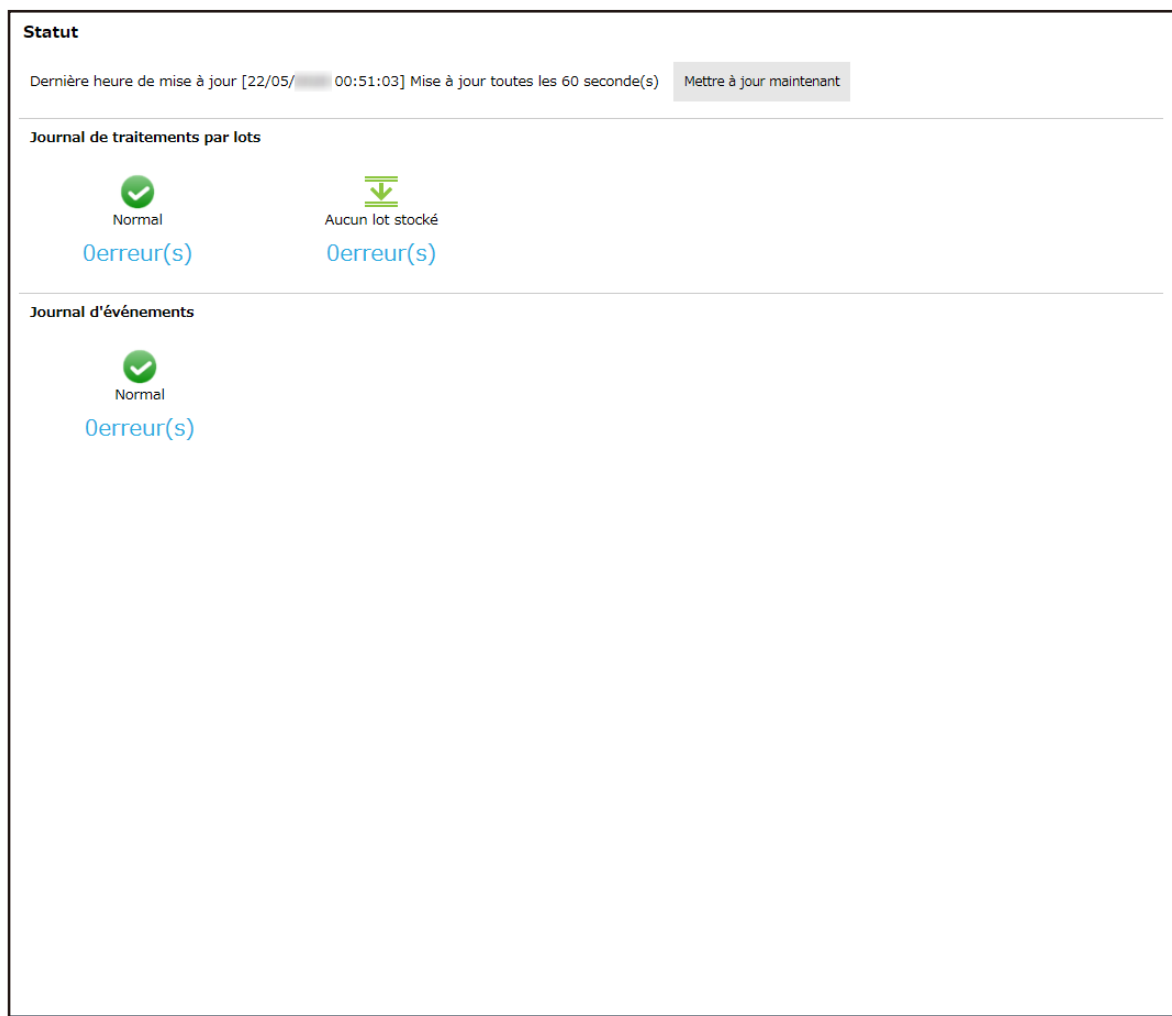 Statut
Dernière heure de mise à jour [22/05/ 00:51:03] Mise à jour toutes les 60 seconde(s) Mettre à jour maintenant
Journal de traitements par lots
Normal Aucun lot stocké
0erreur(s) 0erreur(s)
Journal d'événements
Normal
0erreur(s)